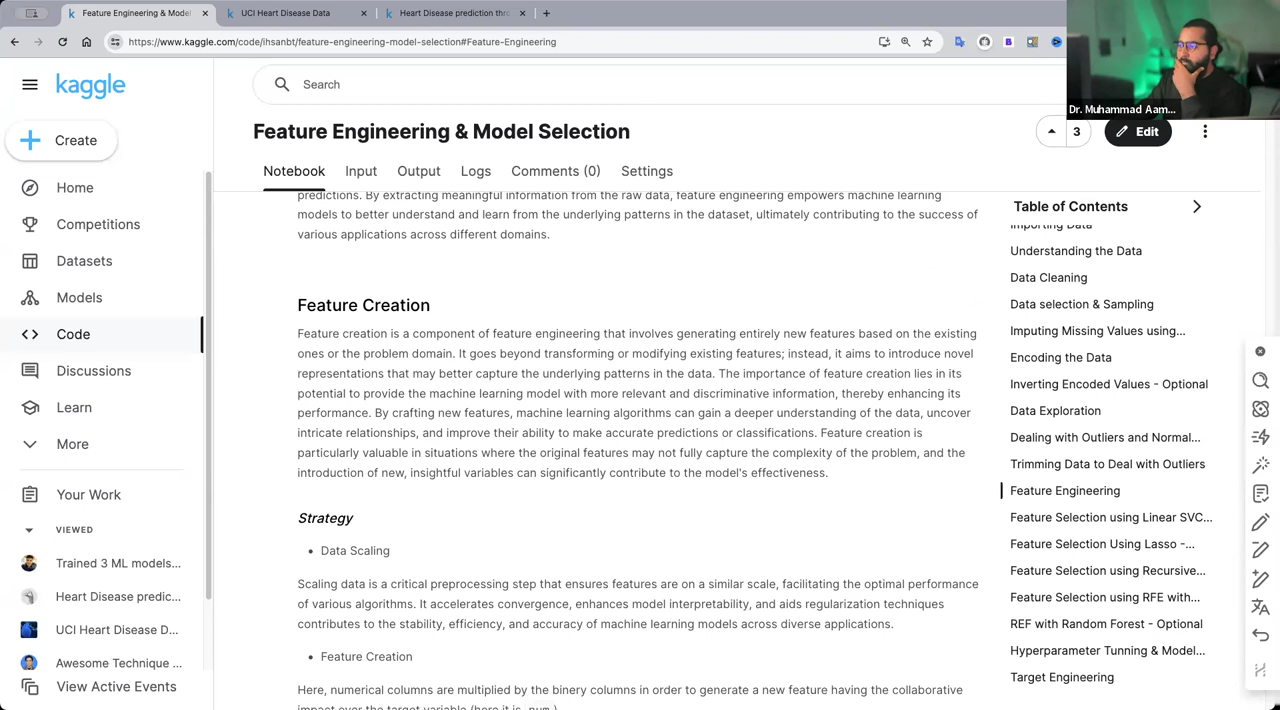 Feature Engineering & Model
UCI Heart Disease Data
Heart Disease prediction thr
https://www.kaggle.com/code/ihsanbt/feature-engineering-model-selection#Feature-Engineering
Dr. Muhammad Aam...
kaggle
Search
Create
Feature Engineering & Model Selection
3
Edit
Notebook
Input
Output
Logs
Comments (0)
Settings
Home
Competitions
Datasets
Models
Code
Discussions
Learn
More
Your Work
VIEWED
Trained 3 ML models...
Heart Disease predic...
UCI Heart Disease D...
Awesome Technique ...
View Active Events
predictions. By extracting meaningful information from the raw data, feature engineering empowers machine learning
models to better understand and learn from the underlying patterns in the dataset, ultimately contributing to the success of
various applications across different domains.
Feature Creation
Feature creation is a component of feature engineering that involves generating entirely new features based on the existing
ones or the problem domain. It goes beyond transforming or modifying existing features; instead, it aims to introduce novel
representations that may better capture the underlying patterns in the data. The importance of feature creation lies in its
potential to provide the machine learning model with more relevant and discriminative information, thereby enhancing its
performance. By crafting new features, machine learning algorithms can gain a deeper understanding of the data, uncover
intricate relationships, and improve their ability to make accurate predictions or classifications. Feature creation is
particularly valuable in situations where the original features may not fully capture the complexity of the problem, and the
introduction of new, insightful variables can significantly contribute to the model's effectiveness.
Strategy
• Data Scaling
Scaling data is a critical preprocessing step that ensures features are on a similar scale, facilitating the optimal performance
of various algorithms. It accelerates convergence, enhances model interpretability, and aids regularization techniques
contributes to the stability, efficiency, and accuracy of machine learning models across diverse applications.
• Feature Creation
Here, numerical columns are multiplied by the binary columns in order to generate a new feature having the collaborative
impact over the target variable (here it is num )
Table of Contents
Importing Data
Understanding the Data
Data Cleaning
Data selection & Sampling
Imputing Missing Values using...
Encoding the Data
Inverting Encoded Values - Optional
Data Exploration
Dealing with Outliers and Normal...
Trimming Data to Deal with Outliers
Feature Engineering
Feature Selection using Linear SVC...
Feature Selection Using Lasso -...
Feature Selection using Recursive...
Feature Selection using RFE with...
REF with Random Forest - Optional
Hyperparameter Tunning & Model...
Target Engineering